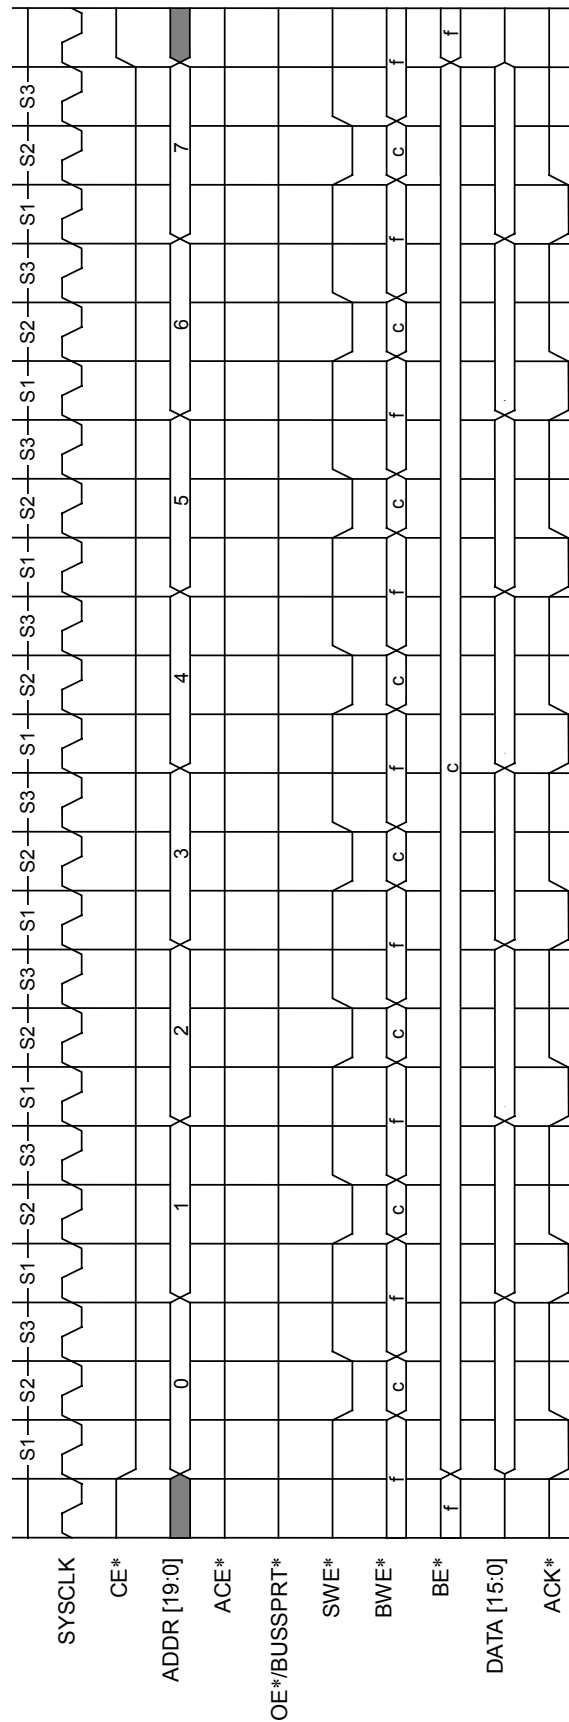 S1 S2 S3 S1 S2 S3 S1 S2 S3 S1 S2 S3 S1 S2 S3 S1 S2 S3 S1 S2 S3 S1 S2 S3
SYSCLK
CE*
ADDR [19:0] 0 1 2 3 4 5 6 7
ACE*
OE*/BUSSPRT*
SWE*
BWE* f c f c f c f c f c f c f c f c f
BE* f c f
DATA [15:0]
ACK*